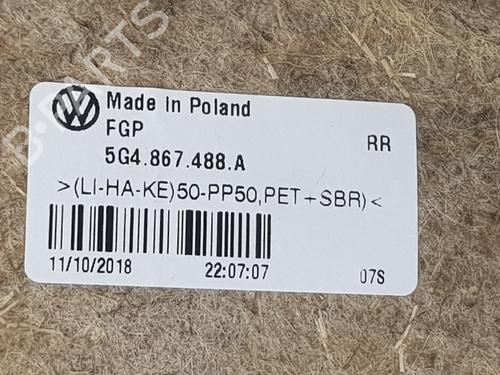 B-PARTS
Made in Poland
FGP
RR
5G4.867.488.A
>(LI-HA-KE)50-PP50,PET+SBR)<
11/10/2018 22:07:07 07S